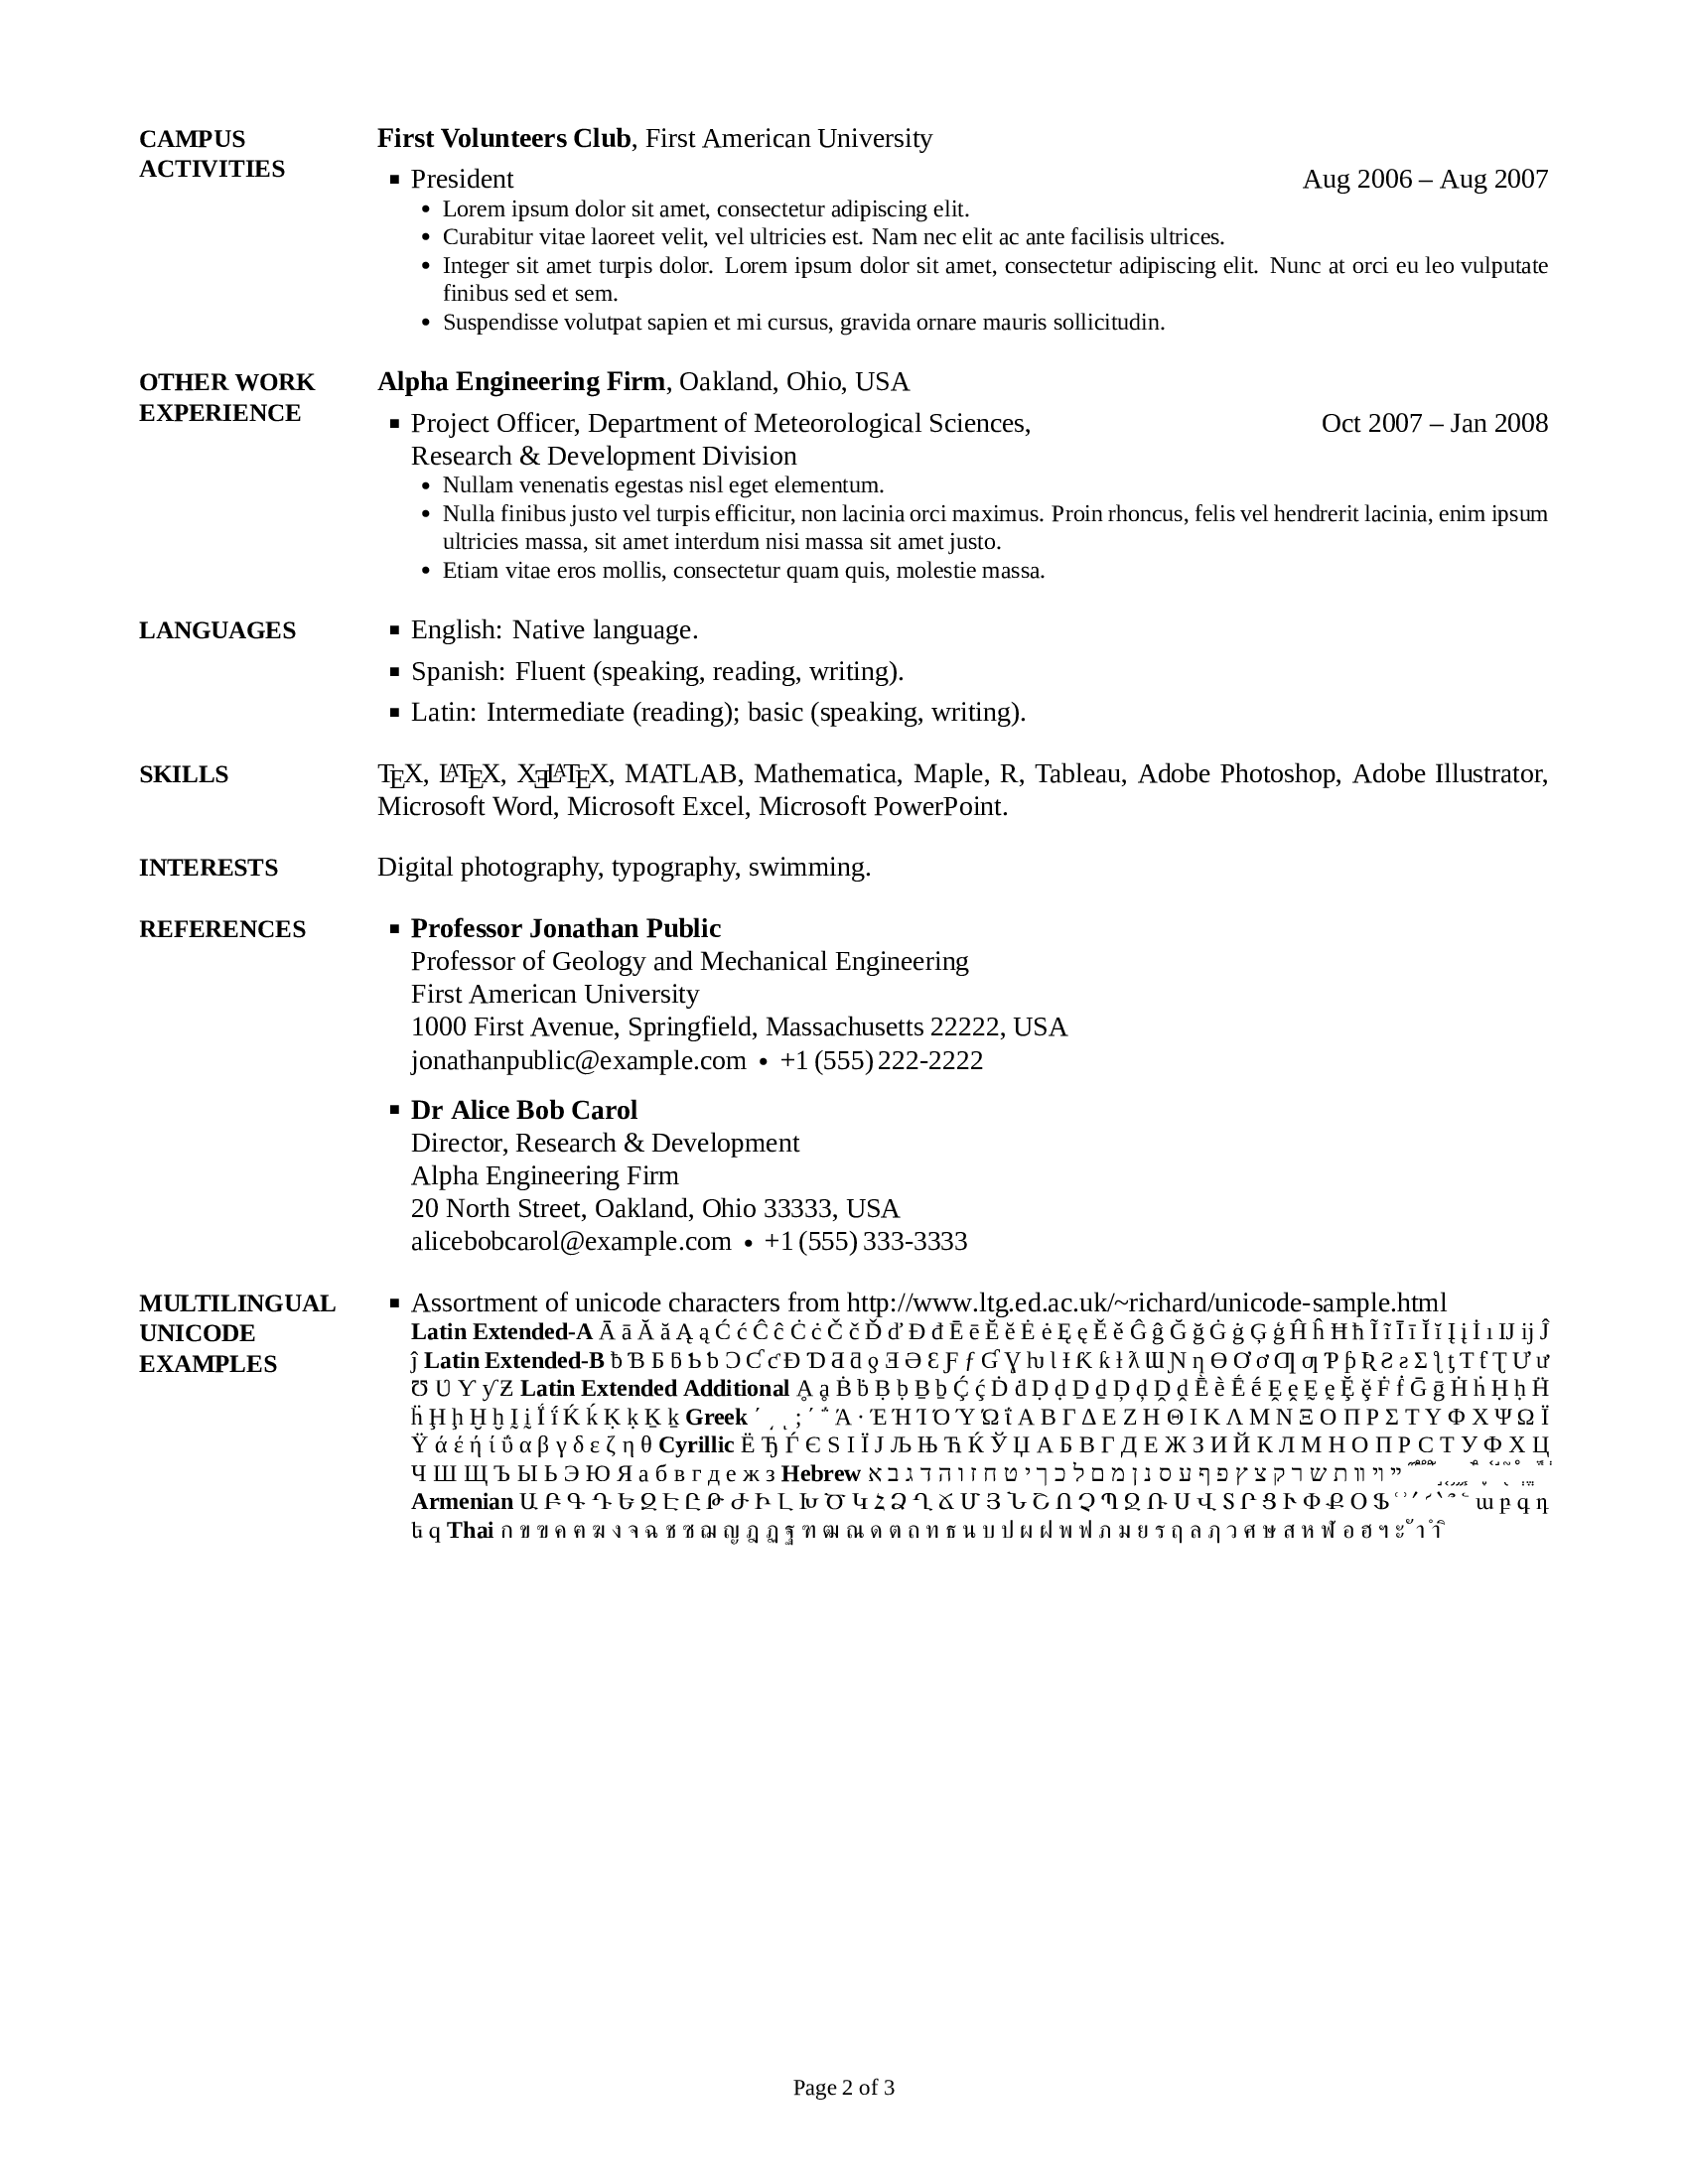 CAMPUS ACTIVITIES
First Volunteers Club, First American University
▪ President Aug 2006 – Aug 2007
• Lorem ipsum dolor sit amet, consectetur adipiscing elit.
• Curabitur vitae laoreet velit, vel ultricies est. Nam nec elit ac ante facilisis ultrices.
• Integer sit amet turpis dolor. Lorem ipsum dolor sit amet, consectetur adipiscing elit. Nunc at orci eu leo vulputate
finibus sed et sem.
• Suspendisse volutpat sapien et mi cursus, gravida ornare mauris sollicitudin.
OTHER WORK EXPERIENCE
Alpha Engineering Firm, Oakland, Ohio, USA
▪ Project Officer, Department of Meteorological Sciences, Oct 2007 – Jan 2008
Research & Development Division
• Nullam venenatis egestas nisl eget elementum.
• Nulla finibus justo vel turpis efficitur, non lacinia orci maximus. Proin rhoncus, felis vel hendrerit lacinia, enim ipsum
ultricies massa, sit amet interdum nisi massa sit amet justo.
• Etiam vitae eros mollis, consectetur quam quis, molestie massa.
LANGUAGES
▪ English: Native language.
▪ Spanish: Fluent (speaking, reading, writing).
▪ Latin: Intermediate (reading); basic (speaking, writing).
SKILLS
TEX, LATEX, XƎLATEX, MATLAB, Mathematica, Maple, R, Tableau, Adobe Photoshop, Adobe Illustrator,
Microsoft Word, Microsoft Excel, Microsoft PowerPoint.
INTERESTS
Digital photography, typography, swimming.
REFERENCES
▪ Professor Jonathan Public
Professor of Geology and Mechanical Engineering
First American University
1000 First Avenue, Springfield, Massachusetts 22222, USA
jonathanpublic@example.com • +1 (555) 222-2222
▪ Dr Alice Bob Carol
Director, Research & Development
Alpha Engineering Firm
20 North Street, Oakland, Ohio 33333, USA
alicebobcarol@example.com • +1 (555) 333-3333
MULTILINGUAL UNICODE EXAMPLES
▪ Assortment of unicode characters from http://www.ltg.ed.ac.uk/~richard/unicode-sample.html
Latin Extended-A Ā ā Ă ă Ą ą Ć ć Ĉ ĉ Ċ ċ Č č Ď ď Đ đ Ē ē Ĕ ĕ Ė ė Ę ę Ě ě Ĝ ĝ Ğ ğ Ġ ġ Ģ ģ Ĥ ĥ Ħ ħ Ĩ ĩ Ī ī Ĭ ĭ Į į İ ı Ĳ ĳ Ĵ
ĵ Latin Extended-B ƀ Ɓ Ƃ ƃ Ƅ ƅ Ɔ Ƈ ƈ Ɖ Ɗ Ƌ ƌ ƍ Ǝ Ə Ɛ Ƒ ƒ Ɠ Ɣ ƕ Ɩ Ɨ Ƙ ƙ ƚ ƛ Ɯ Ɲ ƞ Ɵ Ơ ơ Ƣ ƣ Ƥ ƥ Ʀ Ƨ ƨ Ʃ ƪ ƫ Ƭ ƭ Ʈ Ư ư
Ʊ Ʋ Ƴ ƴ Ƶ Latin Extended Additional Ḁ ḁ Ḃ ḃ Ḅ ḅ Ḇ ḇ Ḉ ḉ Ḋ ḋ Ḍ ḍ Ḏ ḏ Ḑ ḑ Ḓ ḓ Ḕ ḕ Ḗ ḗ Ḙ ḙ Ḛ ḛ Ḝ ḝ Ḟ ḟ Ḡ ḡ Ḣ ḣ Ḥ ḥ Ḧ
ḧ Ḩ ḩ Ḫ ḫ Ḭ ḭ Ḯ ḯ Ḱ ḱ Ḳ ḳ Ḵ ḵ Greek ʹ ͵ ͺ ; ΄ ΅ Ά · Έ Ή Ί Ό Ύ Ώ ΐ Α Β Γ Δ Ε Ζ Η Θ Ι Κ Λ Μ Ν Ξ Ο Π Ρ Σ Τ Υ Φ Χ Ψ Ω Ϊ
Ϋ ά έ ή ί ΰ α β γ δ ε ζ η θ Cyrillic Ё Ђ Ѓ Є Ѕ І Ї Ј Љ Њ Ћ Ќ Ў Џ А Б В Г Д Е Ж З И Й К Л М Н О П Р С Т У Ф Х Ц
Ч Ш Щ Ъ Ы Ь Э Ю Я а б в г д е ж з Hebrew א ב ג ד ה ו ז ח ט י ך כ ל ם מ ן נ ס ע ף פ ץ צ ק ר ש ת װ ױ ײ
Armenian Ա Բ Գ Դ Ե Զ Է Ը Թ Ժ Ի Լ Խ Ծ Կ Հ Ձ Ղ Ճ Մ Յ Ն Շ Ո Չ Պ Ջ Ռ Ս Վ Տ Ր Ց Ւ Փ Ք Օ Ֆ ՙ ՚ ՛ ՜ ՝ ՞ ՟ ա բ գ դ
ե զ Thai ก ข ฃ ค ฅ ฆ ง จ ฉ ช ซ ฌ ญ ฎ ฏ ฐ ฑ ฒ ณ ด ต ถ ท ธ น บ ป ผ ฝ พ ฟ ภ ม ย ร ฤ ล ฦ ว ศ ษ ส ห ฬ อ ฮ ฯ ะ ั า ำ ิ
Page 2 of 3